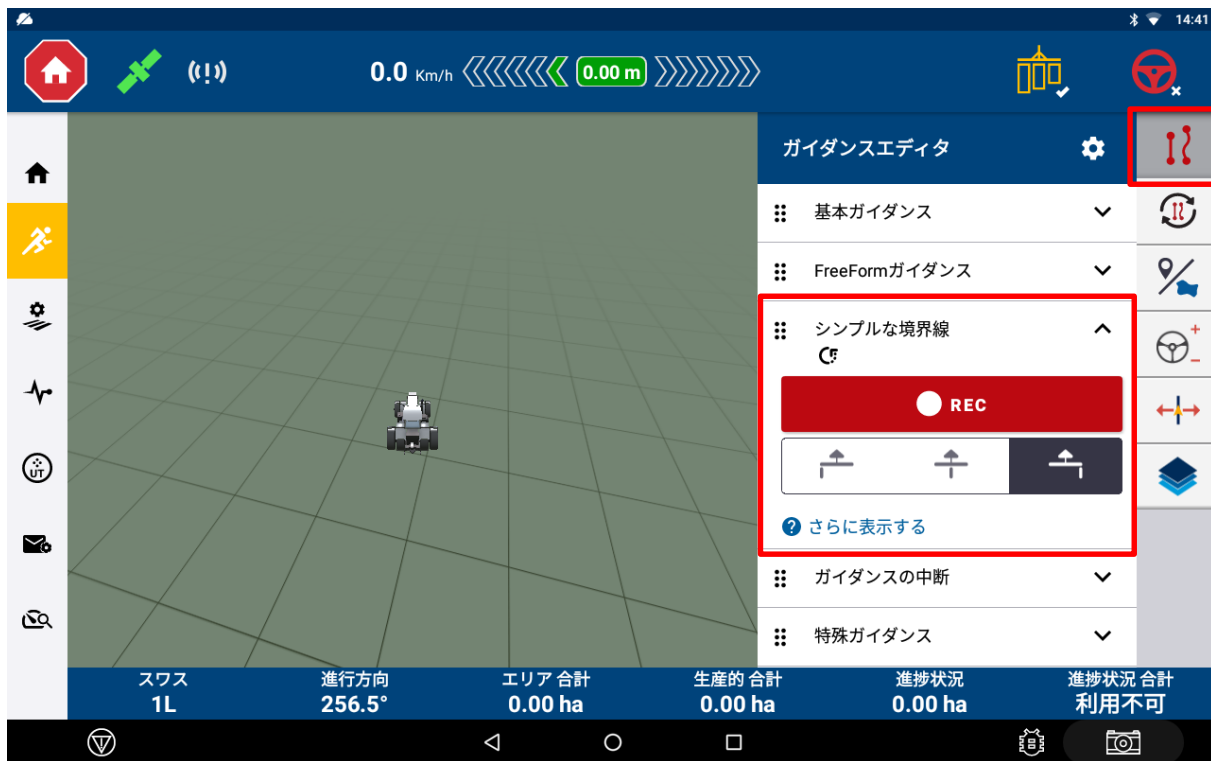 14:41
0.0 Km/h 0.00 m
ガイダンスエディタ
基本ガイダンス
FreeFormガイダンス
シンプルな境界線
REC
UT
さらに表示する
ガイダンスの中断
特殊ガイダンス
スワス 進行方向 エリア 合計 生産的 合計 進捗状況 進捗状況 合計
1L 256.5° 0.00 ha 0.00 ha 0.00 ha 利用不可